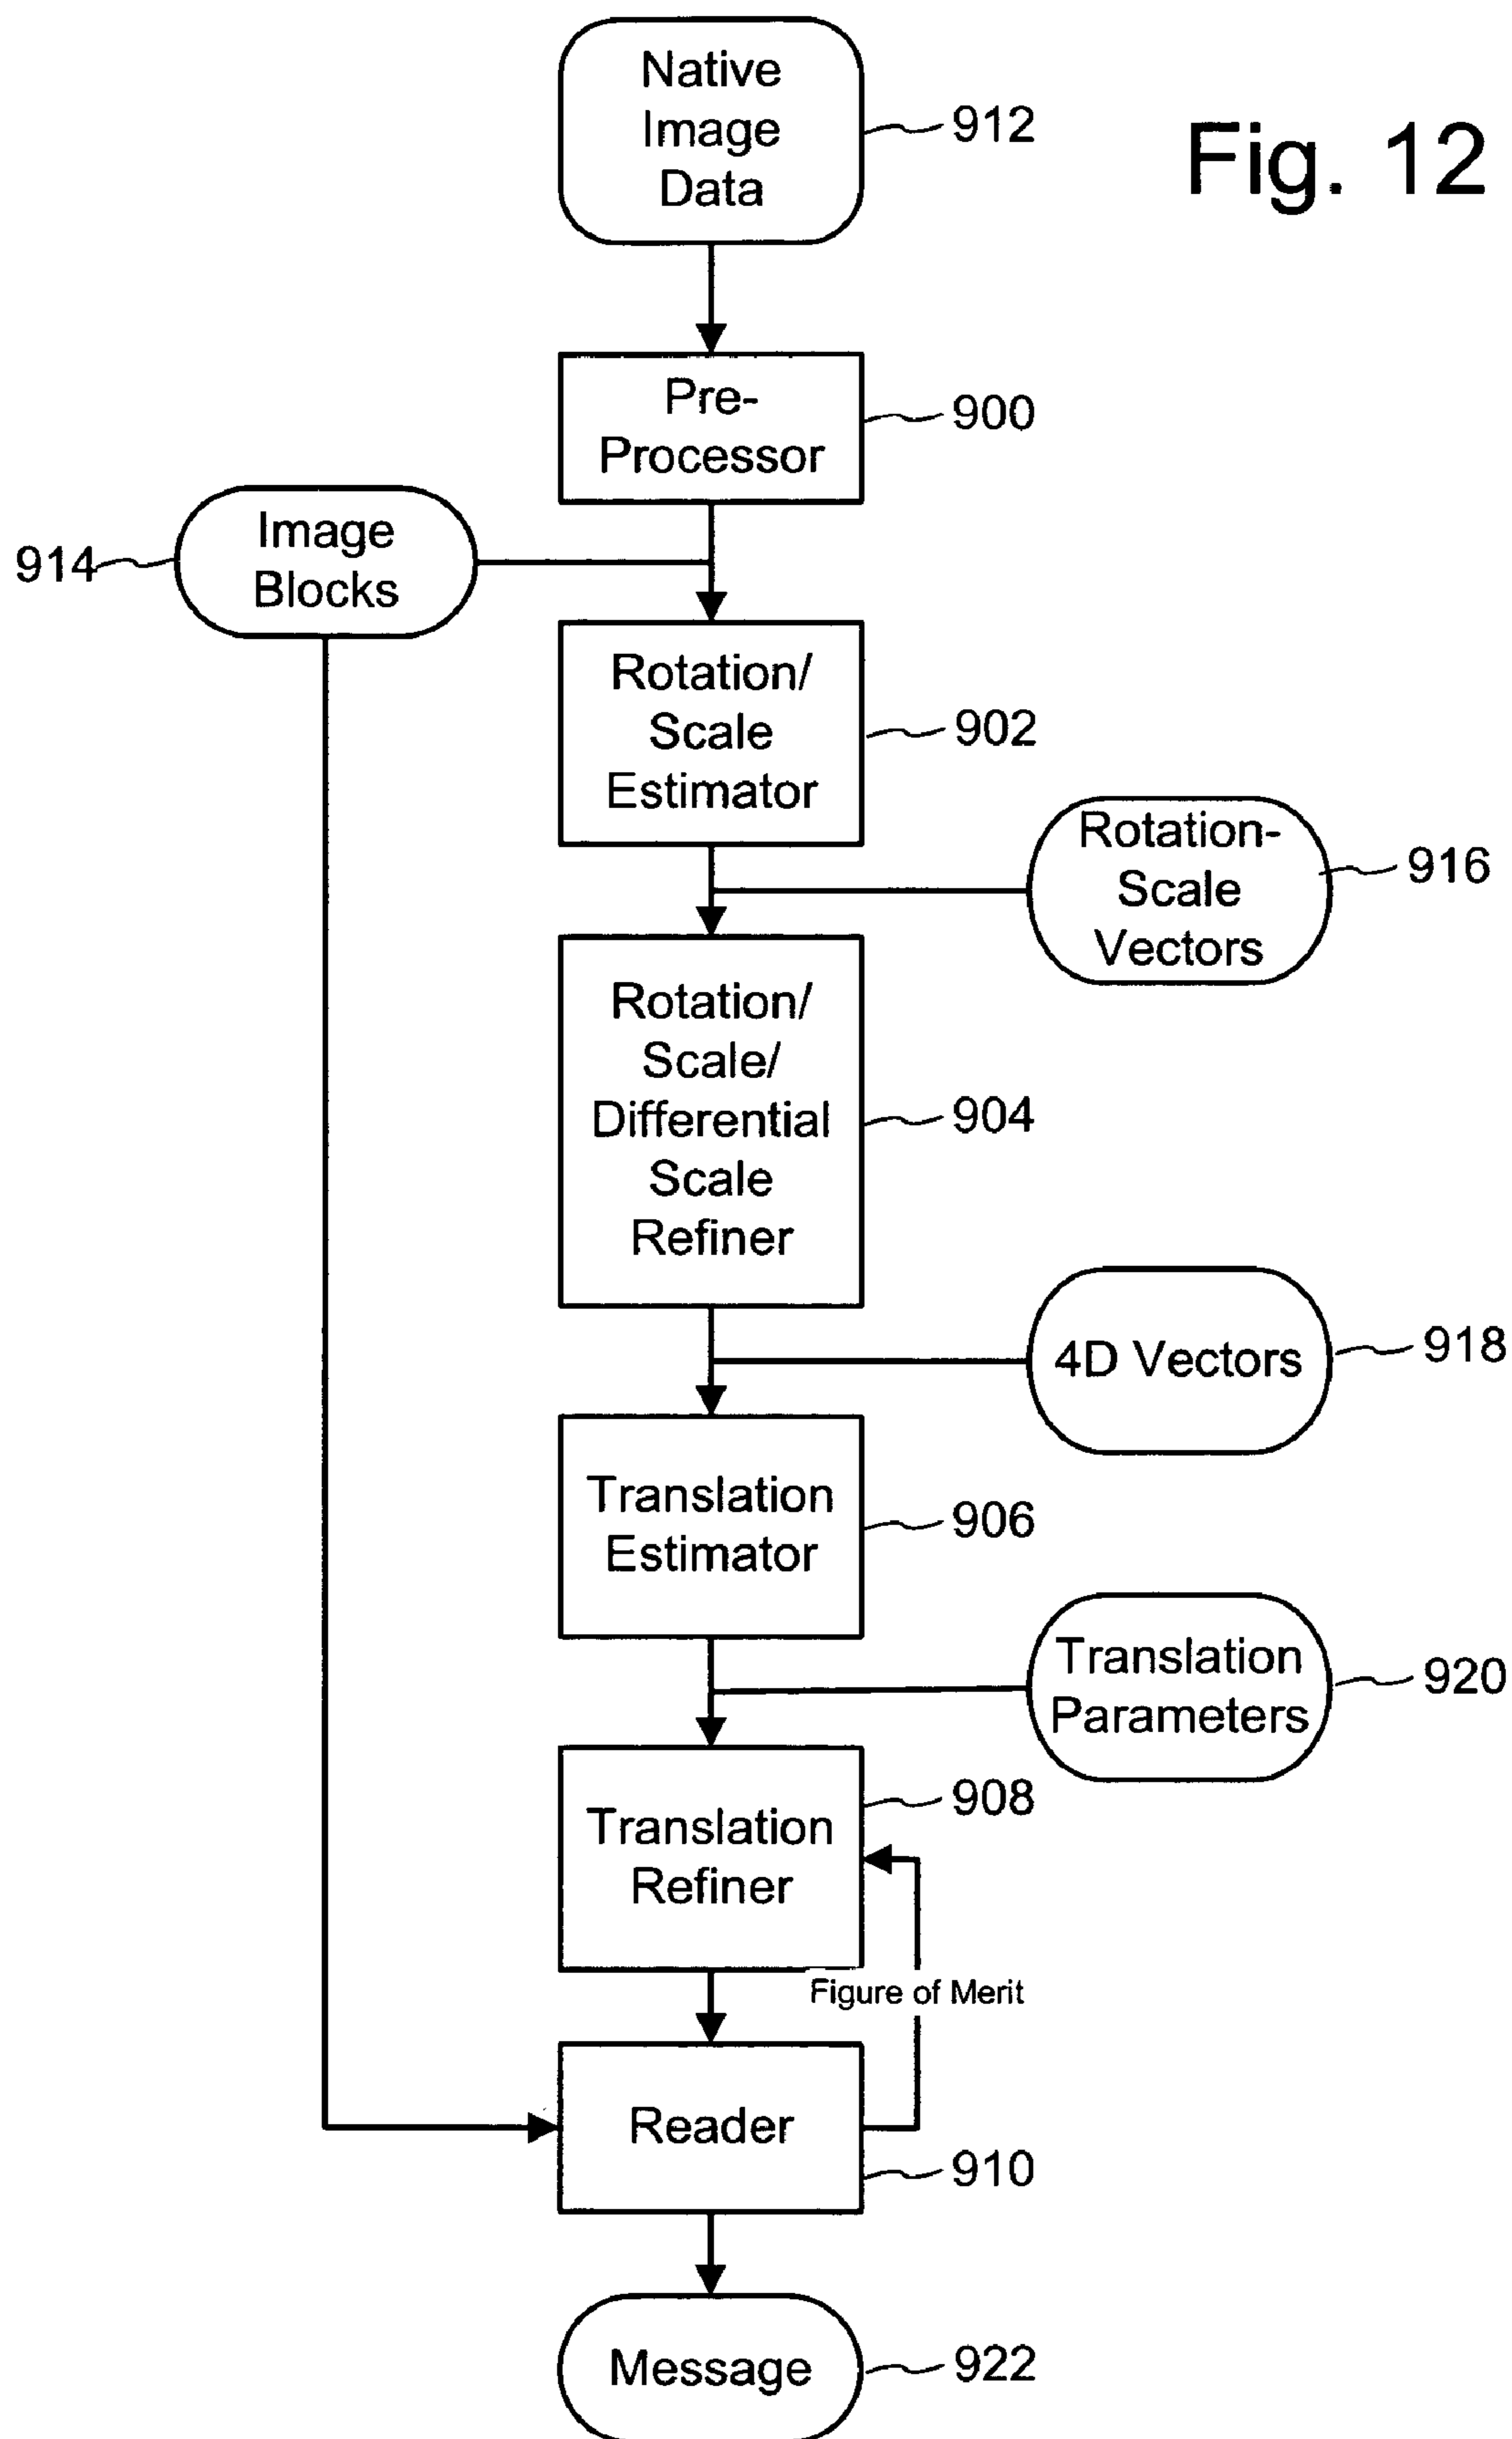 Native
Image
Data
912
Fig. 12
Pre-
Processor
900
Image
Blocks
914
Rotation/
Scale
Estimator
902
Rotation-
Scale
Vectors
916
Rotation/
Scale/
Differential
Scale
Refiner
904
4D Vectors
918
Translation
Estimator
906
Translation
Parameters
920
Translation
Refiner
908
Figure of Merit
Reader
910
Message
922